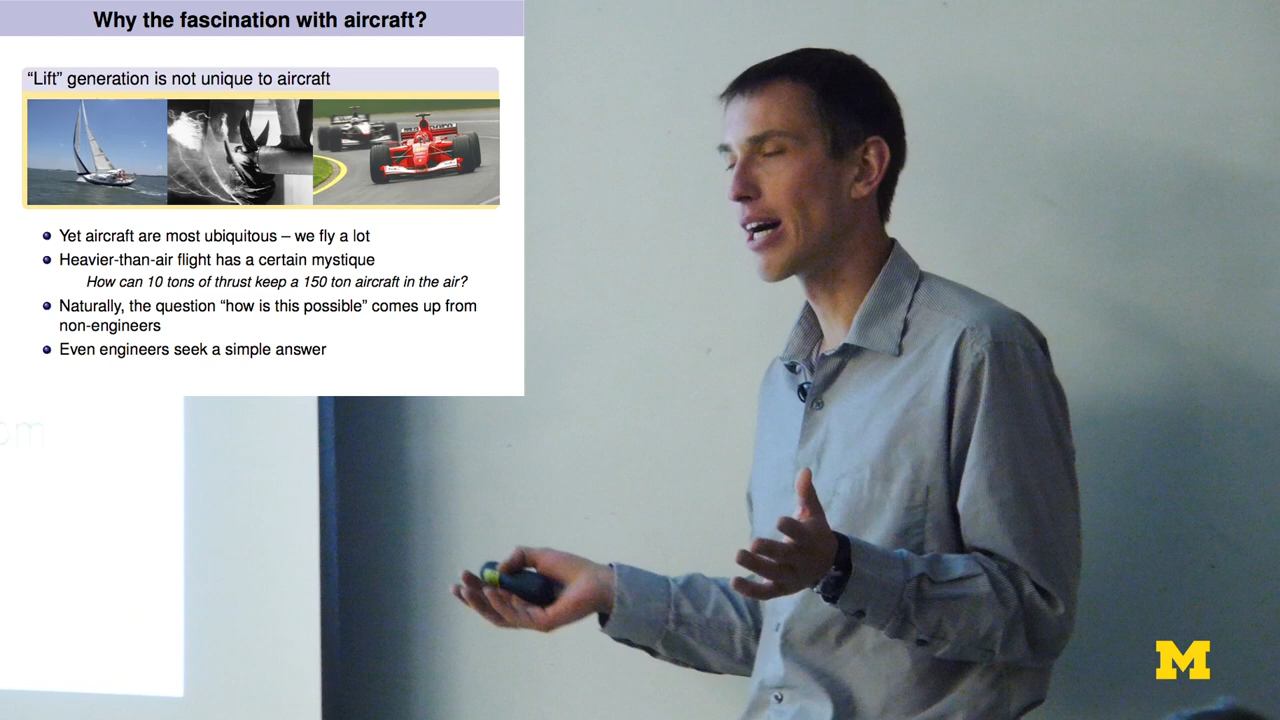 Why the fascination with aircraft?
“Lift” generation is not unique to aircraft
Yet aircraft are most ubiquitous – we fly a lot
Heavier-than-air flight has a certain mystique
How can 10 tons of thrust keep a 150 ton aircraft in the air?
Naturally, the question “how is this possible” comes up from
non-engineers
Even engineers seek a simple answer
om
M